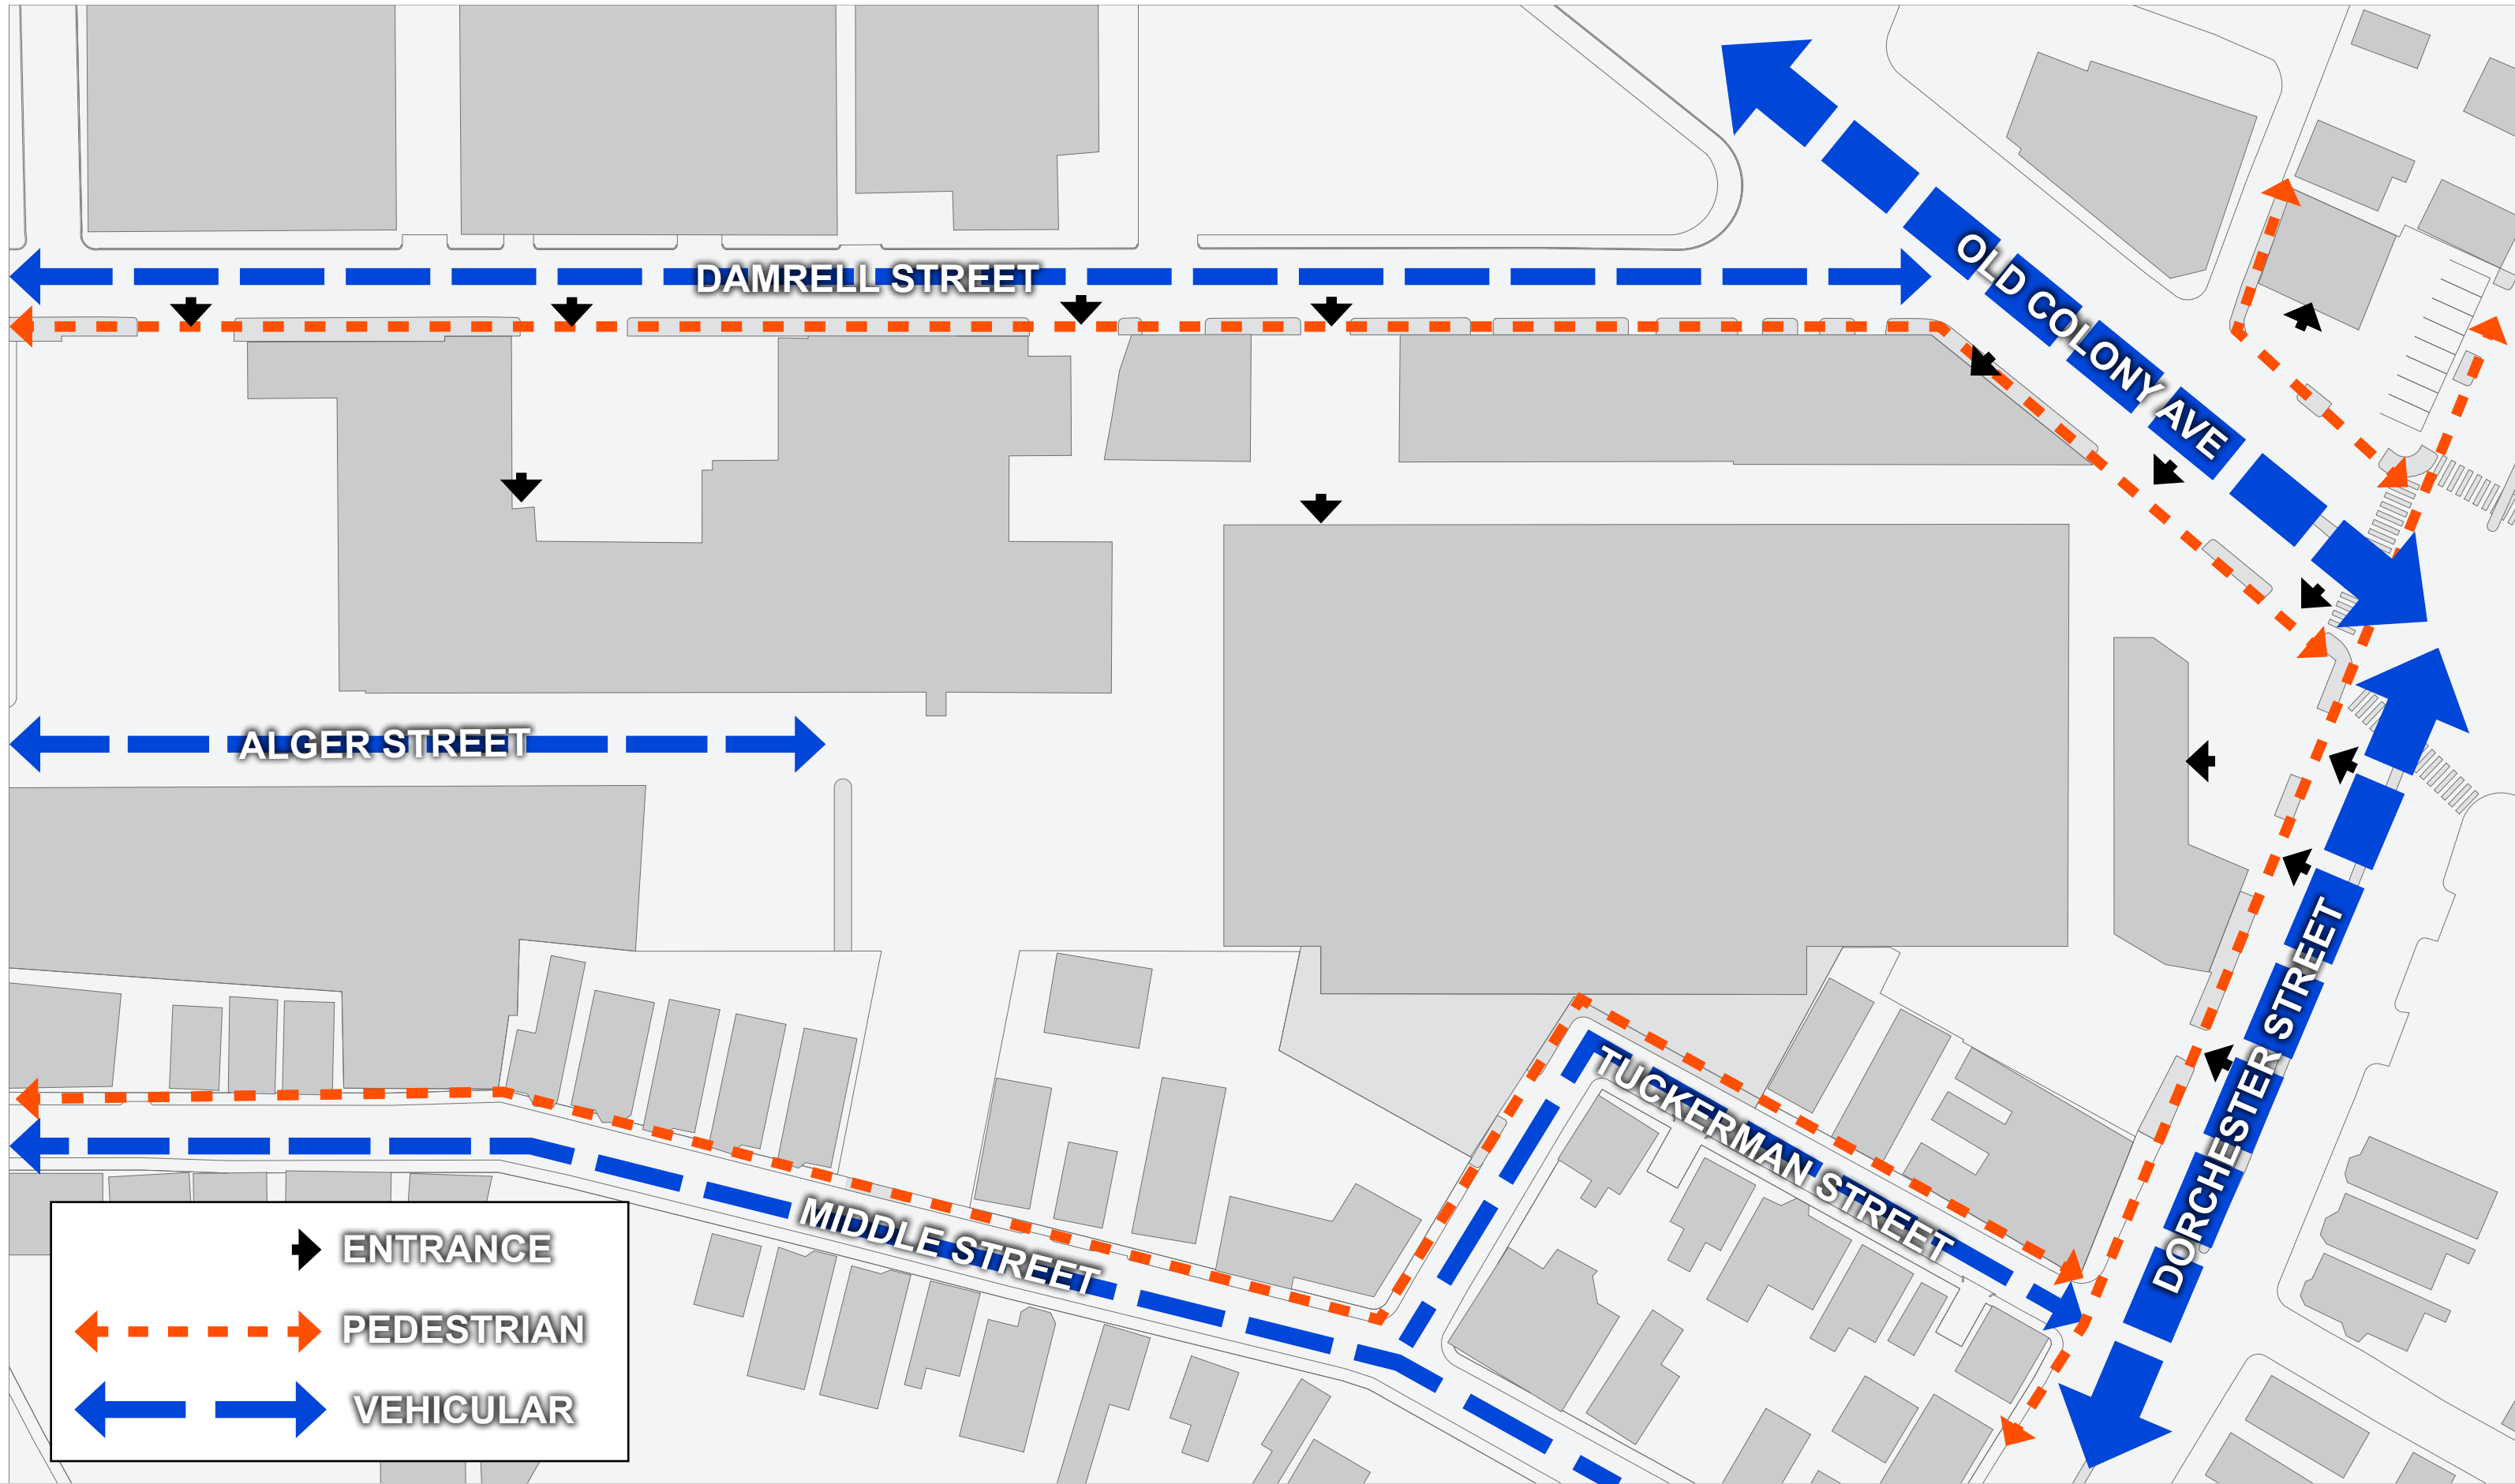 DAMRELL STREET
OLD COLONY AVE
ALGER STREET
DORCHESTER STREET
TUCKERMAN STREET
MIDDLE STREET
ENTRANCE
PEDESTRIAN
VEHICULAR